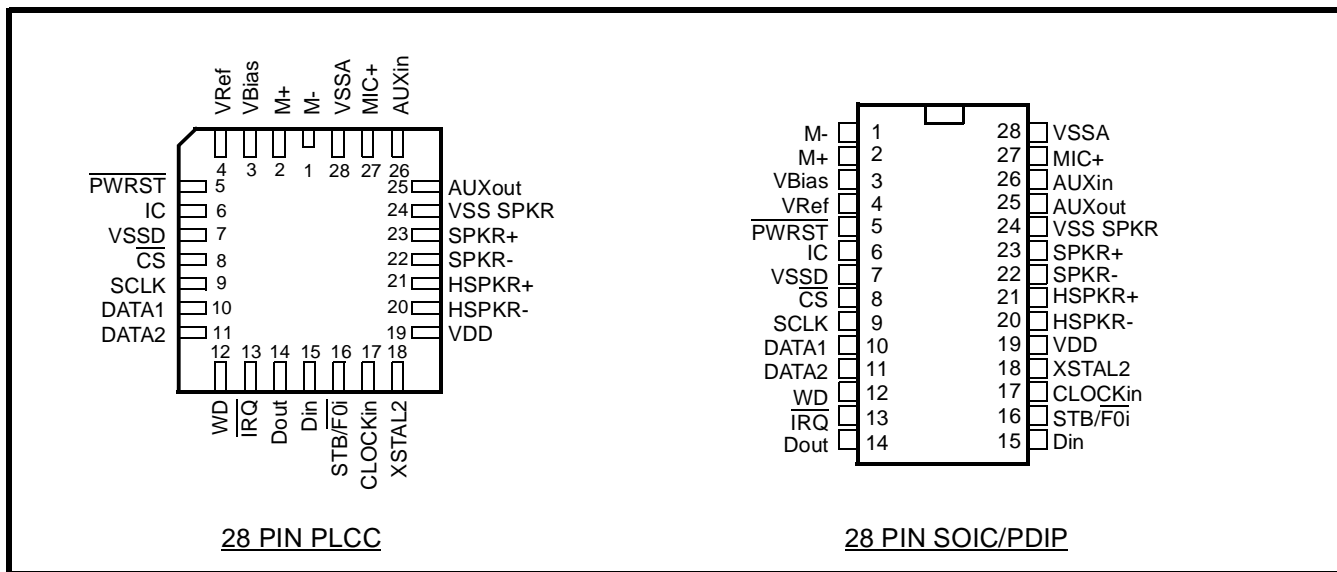 VRef VBias M+ M- VSSA MIC+ AUXin
4 3 2 1 28 27 26
PWRST 5
IC 6
VSSD 7
CS 8
SCLK 9
DATA1 10
DATA2 11
25 AUXout
24 VSS SPKR
23 SPKR+
22 SPKR-
21 HSPKR+
20 HSPKR-
19 VDD
12 13 14 15 16 17 18
WD IRQ Dout Din STB/F0i CLOCKin XSTAL2
28 PIN PLCC
M- 1 28 VSSA
M+ 2 27 MIC+
VBias 3 26 AUXin
VRef 4 25 AUXout
PWRST 5 24 VSS SPKR
IC 6 23 SPKR+
VSSD 7 22 SPKR-
CS 8 21 HSPKR+
SCLK 9 20 HSPKR-
DATA1 10 19 VDD
DATA2 11 18 XSTAL2
WD 12 17 CLOCKin
IRQ 13 16 STB/F0i
Dout 14 15 Din
28 PIN SOIC/PDIP